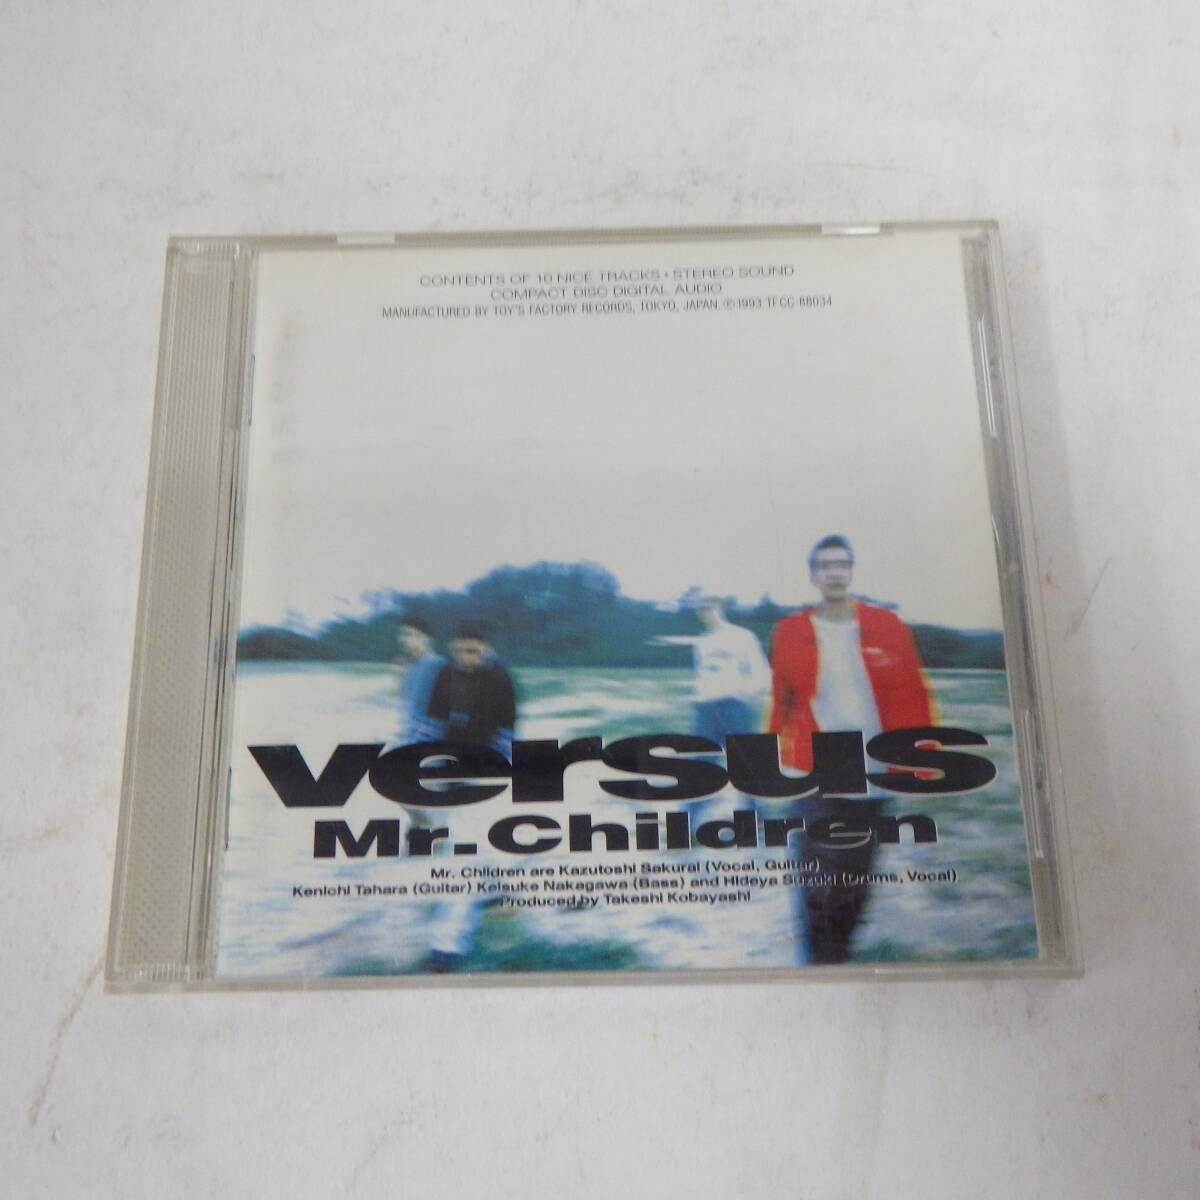 CONTENTS OF 10 NICE TRACKS • STEREO SOUND
COMPACT DISC DIGITAL AUDIO
MANUFACTURED BY TOY'S FACTORY RECORDS, TOKYO, JAPAN. ℗1993 TFCC 88034
versus
Mr.Children
Mr. Children are Kazutoshi Sakurai (Vocal, Guitar)
Kenichi Tahara (Guitar) Keisuke Nakagawa (Bass) and Hideya Suzuki (Drums, Vocal)
Produced by Takeshi Kobayashi